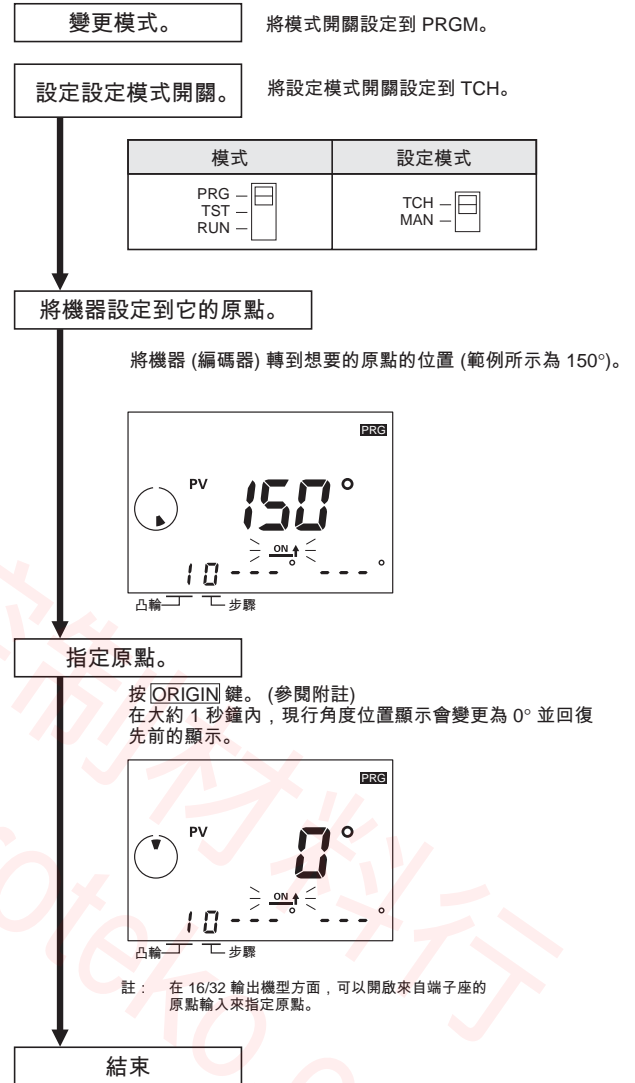 變更模式。
將模式開關設定到 PRGM。
設定設定模式開關。
將設定模式開關設定到 TCH。
模式
設定模式
PRG
TST
RUN
TCH
MAN
將機器設定到它的原點。
將機器 (編碼器) 轉到想要的原點的位置 (範例所示為 150°)。
PRG
PV 150°
ON
10 - - -° - - -°
凸輪 步驟
指定原點。
按 ORIGIN 鍵。 (參閱附註)
在大約 1 秒鐘內，現行角度位置顯示會變更為 0° 並回復
先前的顯示。
PRG
PV 0°
ON
10 - - -° - - -°
凸輪 步驟
註： 在 16/32 輸出機型方面，可以開啟來自端子座的
原點輸入來指定原點。
結束